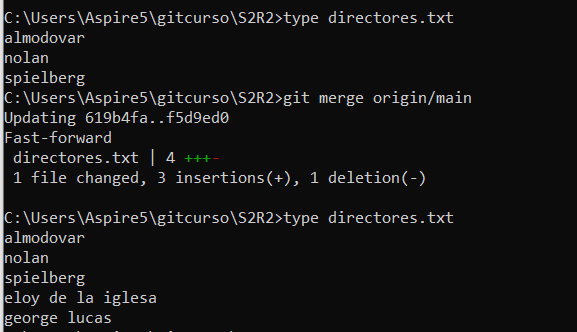 C:\Users\Aspire5\gitcurso\S2R2>type directores.txt
almodovar
nolan
spielberg
C:\Users\Aspire5\gitcurso\S2R2>git merge origin/main
Updating 619b4fa..f5d9ed0
Fast-forward
 directores.txt | 4 +++-
 1 file changed, 3 insertions(+), 1 deletion(-)
C:\Users\Aspire5\gitcurso\S2R2>type directores.txt
almodovar
nolan
spielberg
eloy de la iglesa
george lucas